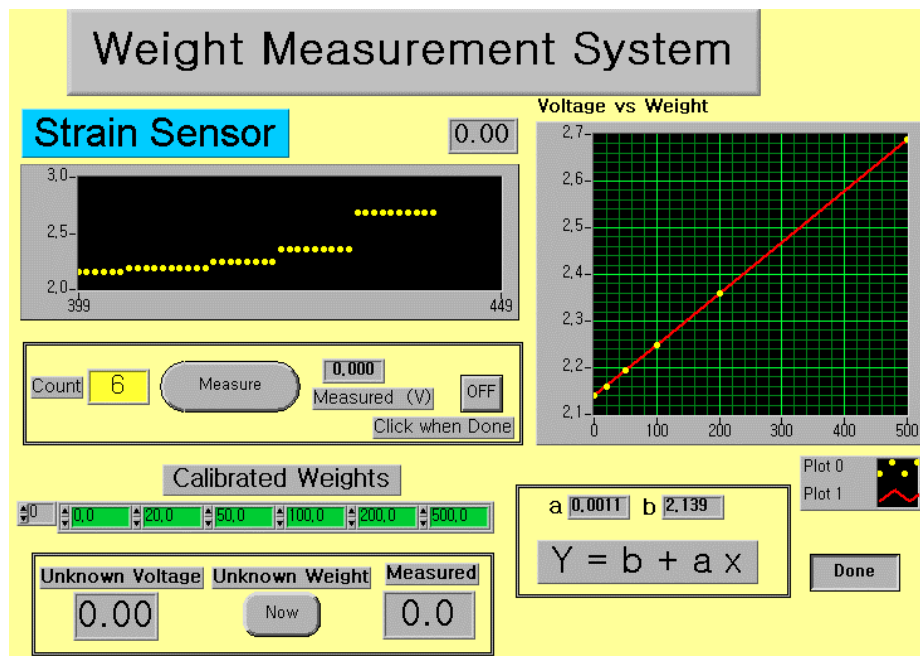 Weight Measurement System
Strain Sensor
0.00
3,0
2,5
2,0
399
449
Voltage vs Weight
2,7
2,6
2,5
2,4
2,3
2,2
2,1
0
100
200
300
400
500
Plot 0
Plot 1
Count
6
Measure
0,000
Measured (V)
OFF
Click when Done
Calibrated Weights
0
0,0 20,0 50,0 100,0 200,0 500,0
a 0,0011 b 2,139
Y = b + a x
Done
Unknown Voltage Unknown Weight Measured
0.00 Now 0.0